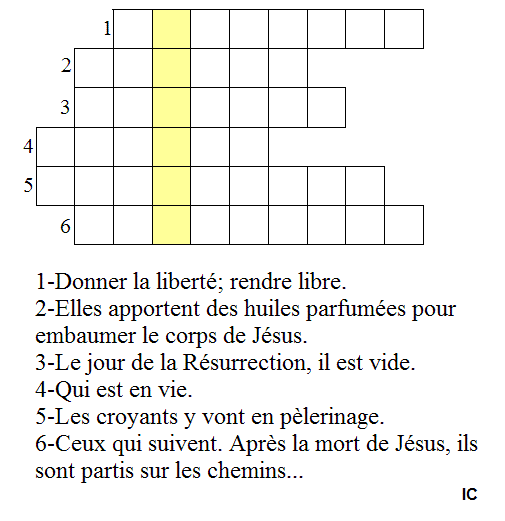 1
2
3
4
5
6
1-Donner la liberté; rendre libre.
2-Elles apportent des huiles parfumées pour
embaumer le corps de Jésus.
3-Le jour de la Résurrection, il est vide.
4-Qui est en vie.
5-Les croyants y vont en pèlerinage.
6-Ceux qui suivent. Après la mort de Jésus, ils
sont partis sur les chemins...
IC